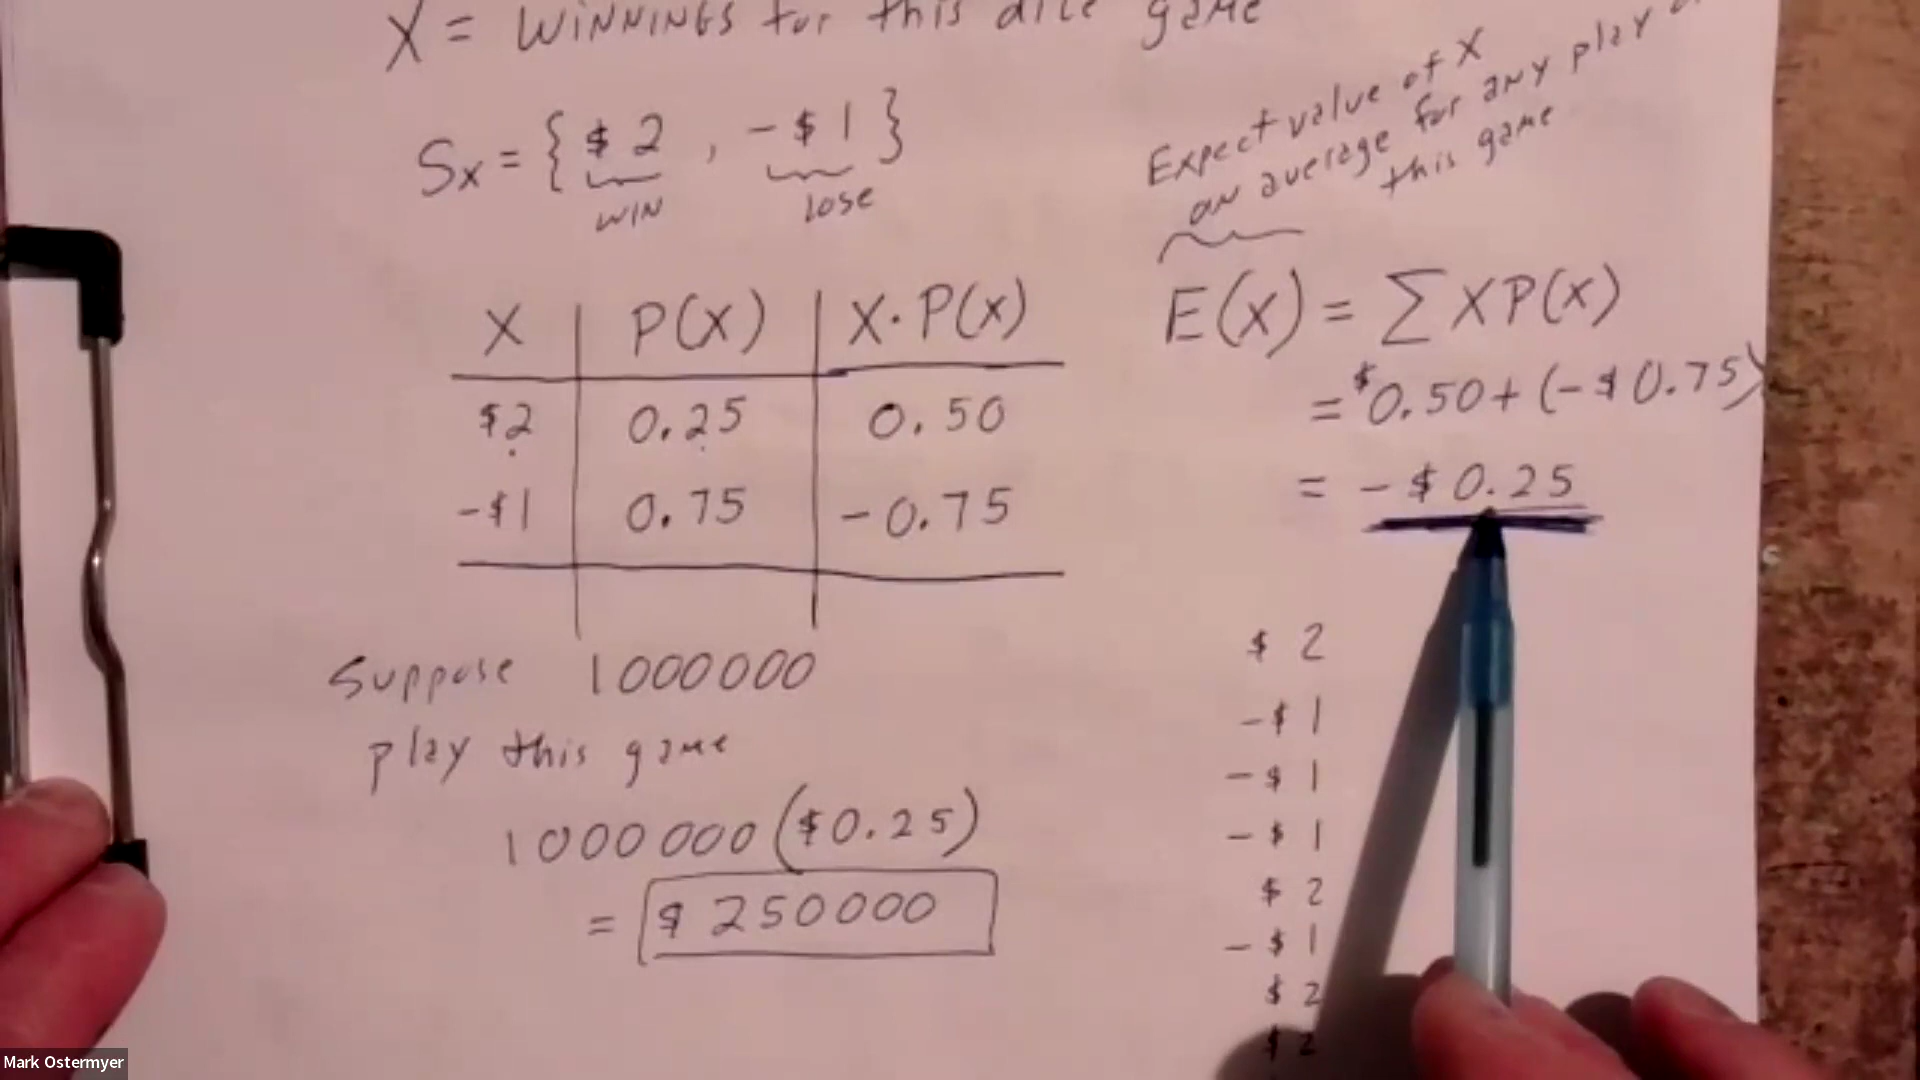 X = WINNINGS for this dice game
Sx = { $2 , -$1 }
WIN
lose
Expect value of X
an average for any play
this game
X | P(X) | X·P(X)
$2 | 0.25 | 0.50
-$1 | 0.75 | -0.75
E(X) = ∑ X P(X)
= $0.50 + (-$0.75)
= -$0.25
Suppose 1000000
play this game
1000000 ($0.25)
= $250000
$2
-$1
-$1
-$1
$2
-$1
$2
$2
Mark Ostermyer